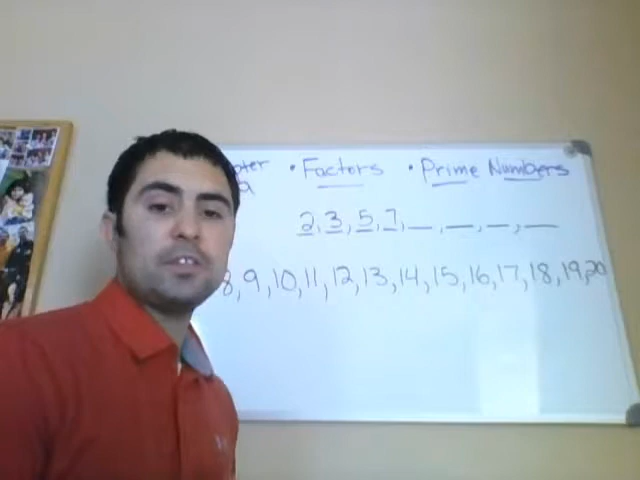 • Factors • Prime Numbers
2, 3, 5, 7, __, __, __, __
8, 9, 10, 11, 12, 13, 14, 15, 16, 17, 18, 19, 20